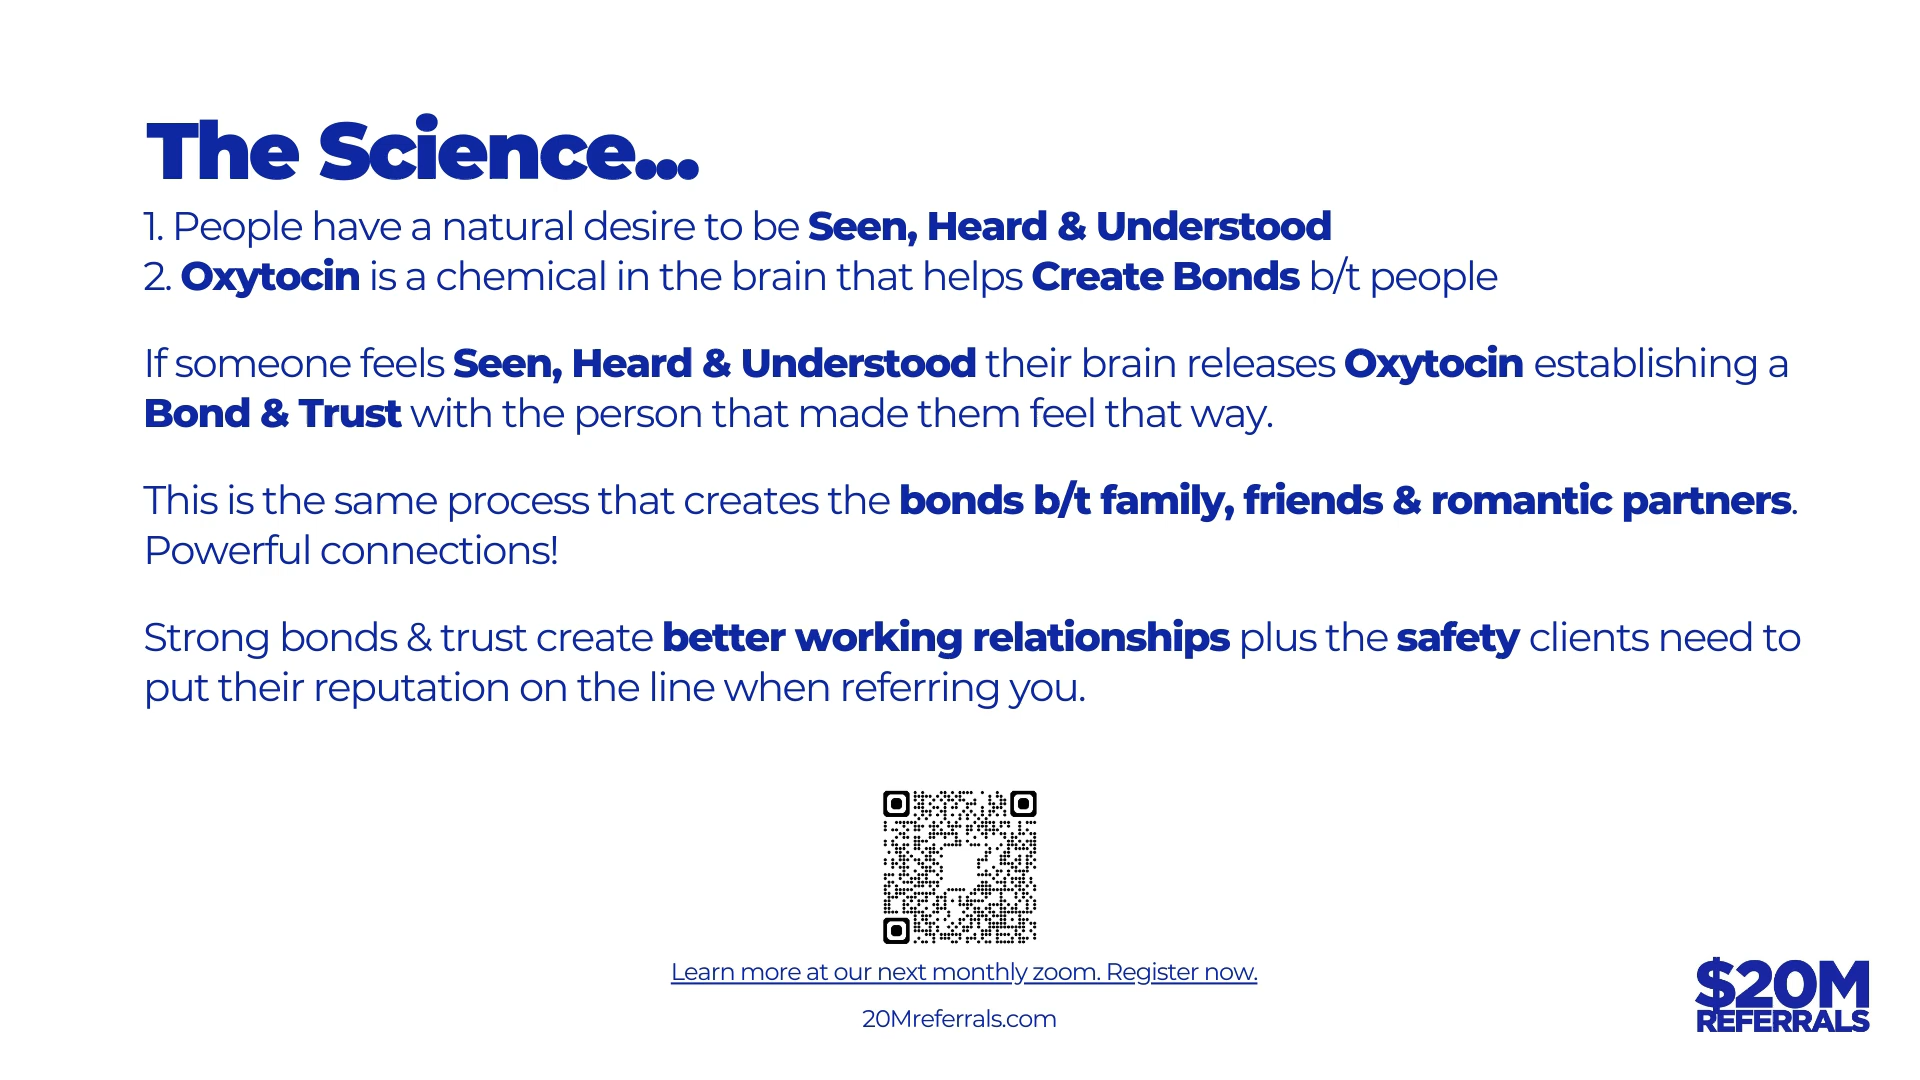 The Science...
1. People have a natural desire to be Seen, Heard & Understood
2. Oxytocin is a chemical in the brain that helps Create Bonds b/t people
If someone feels Seen, Heard & Understood their brain releases Oxytocin establishing a
Bond & Trust with the person that made them feel that way.
This is the same process that creates the bonds b/t family, friends & romantic partners.
Powerful connections!
Strong bonds & trust create better working relationships plus the safety clients need to
put their reputation on the line when referring you.
Learn more at our next monthly zoom. Register now.
20Mreferrals.com
$20M
REFERRALS